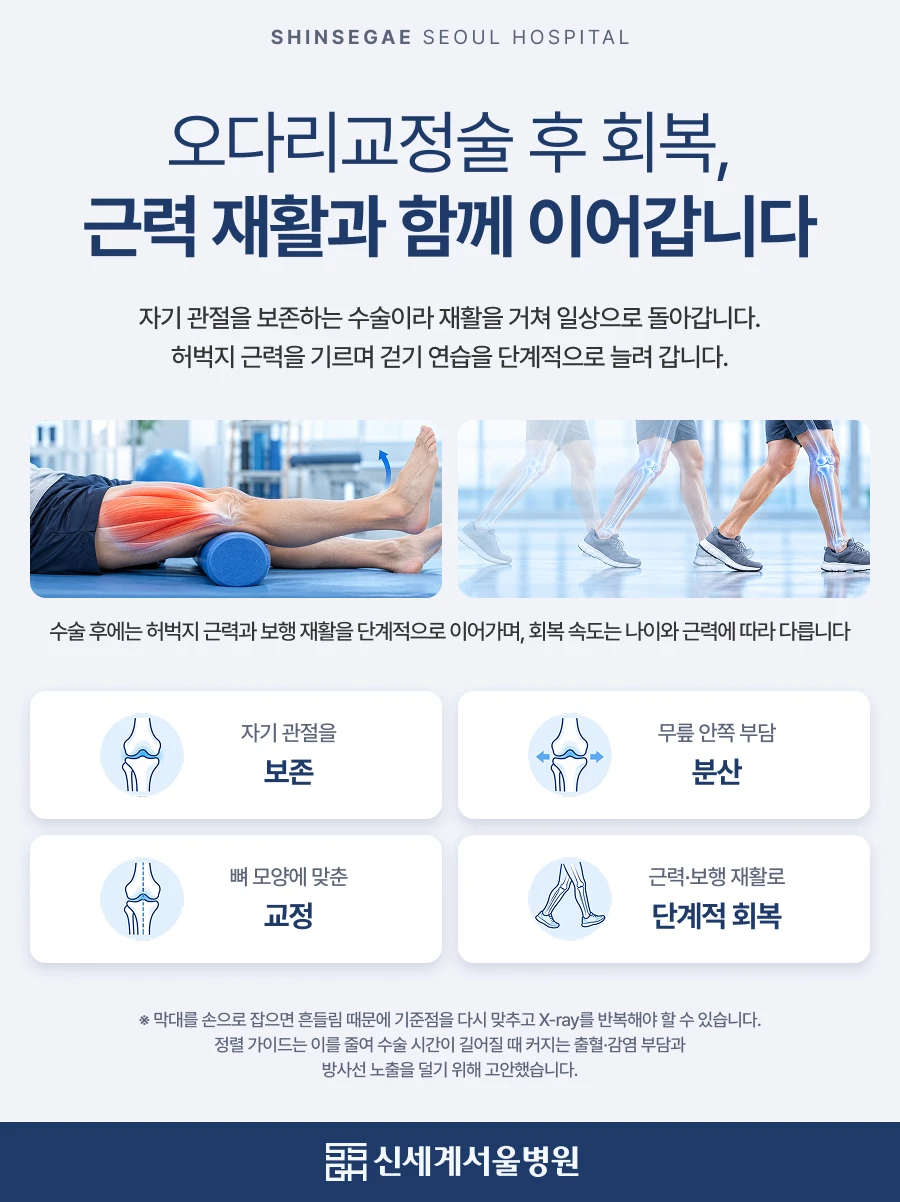 SHINSEGAE SEOUL HOSPITAL
오다리교정술 후 회복,
근력 재활과 함께 이어갑니다
자기 관절을 보존하는 수술이라 재활을 거쳐 일상으로 돌아갑니다.
허벅지 근력을 기르며 걷기 연습을 단계적으로 늘려 갑니다.
수술 후에는 허벅지 근력과 보행 재활을 단계적으로 이어가며, 회복 속도는 나이와 근력에 따라 다릅니다
자기 관절을
보존
무릎 안쪽 부담
분산
뼈 모양에 맞춘
교정
근력·보행 재활로
단계적 회복
※ 막대를 손으로 잡으면 흔들림 때문에 기준점을 다시 맞추고 X-ray를 반복해야 할 수 있습니다.
정렬 가이드는 이를 줄여 수술 시간이 길어질 때 커지는 출혈·감염 부담과
방사선 노출을 덜기 위해 고안했습니다.
SSGH 신세계서울병원